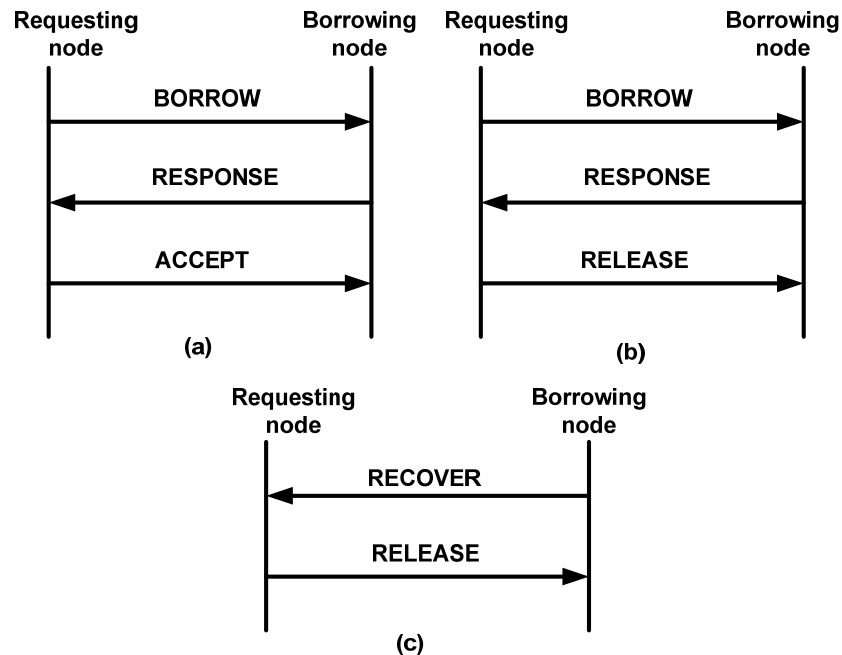 Requesting node
Borrowing node
BORROW
RESPONSE
ACCEPT
(a)
Requesting node
Borrowing node
BORROW
RESPONSE
RELEASE
(b)
Requesting node
Borrowing node
RECOVER
RELEASE
(c)